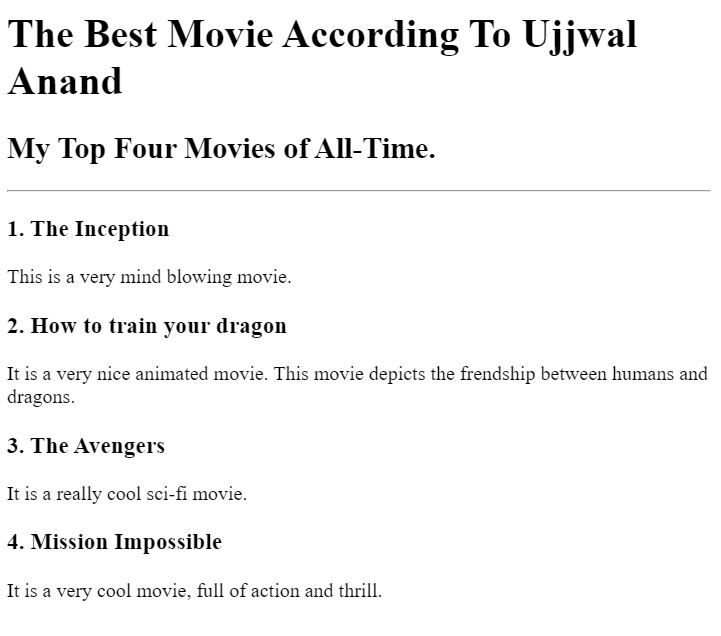 The Best Movie According To Ujjwal
Anand
My Top Four Movies of All-Time.
1. The Inception
This is a very mind blowing movie.
2. How to train your dragon
It is a very nice animated movie. This movie depicts the frendship between humans and
dragons.
3. The Avengers
It is a really cool sci-fi movie.
4. Mission Impossible
It is a very cool movie, full of action and thrill.